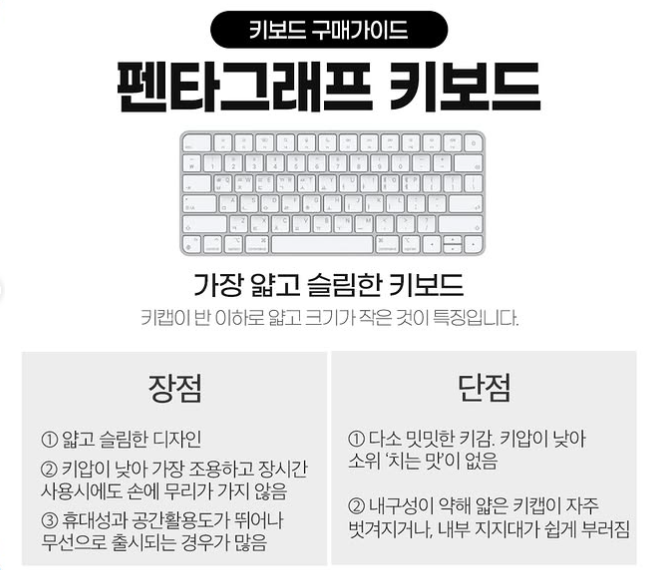 키보드 구매가이드
펜타그래프 키보드
가장 얇고 슬림한 키보드
키캡이 반 이하로 얇고 크기가 작은 것이 특징입니다.
장점
① 얇고 슬림한 디자인
② 키압이 낮아 가장 조용하고 장시간
사용시에도 손에 무리가 가지 않음
③ 휴대성과 공간활용도가 뛰어나
무선으로 출시되는 경우가 많음
단점
① 다소 밋밋한 키감. 키압이 낮아
소위 '치는 맛'이 없음
② 내구성이 약해 얇은 키캡이 자주
벗겨지거나, 내부 지지대가 쉽게 부러짐